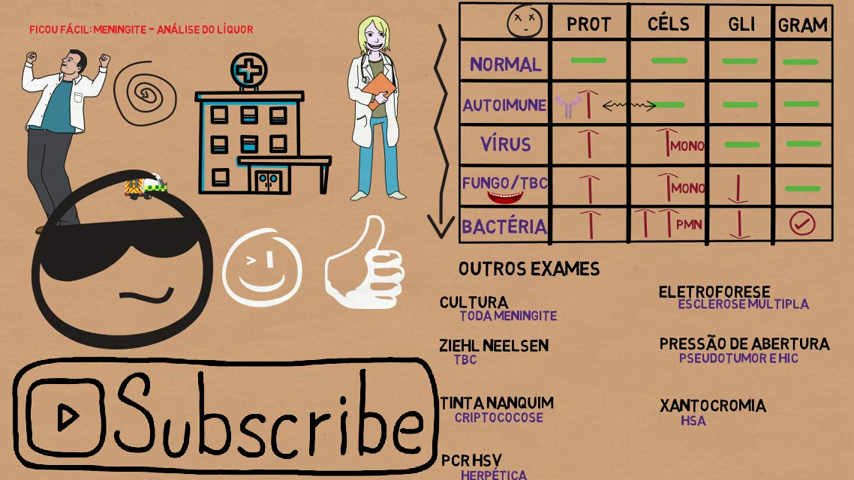 FICOU FÁCIL: MENINGITE - ANÁLISE DO LÍQUOR
PROT CÉLS GLI GRAM
NORMAL
AUTOIMUNE
VÍRUS MONO
FUNGO/TBC MONO
BACTÉRIA PMN
OUTROS EXAMES
CULTURA
TODA MENINGITE
ZIEHL NEELSEN
TBC
TINTA NANQUIM
CRIPTOCOCOSE
PCR HSV
HERPÉTICA
ELETROFORESE
ESCLEROSE MULTIPLA
PRESSÃO DE ABERTURA
PSEUDOTUMOR E HIC
XANTOCROMIA
HSA
Subscribe